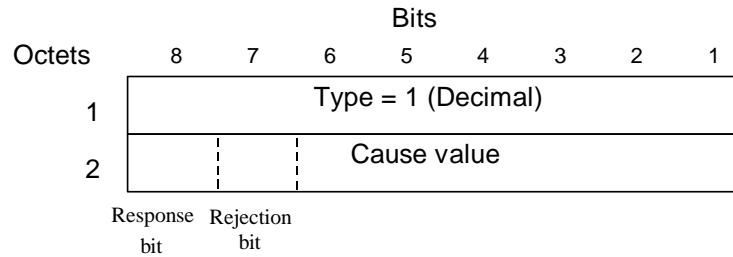 Bits
Octets 8 7 6 5 4 3 2 1
1 Type = 1 (Decimal)
2 Cause value
Response Rejection
bit bit